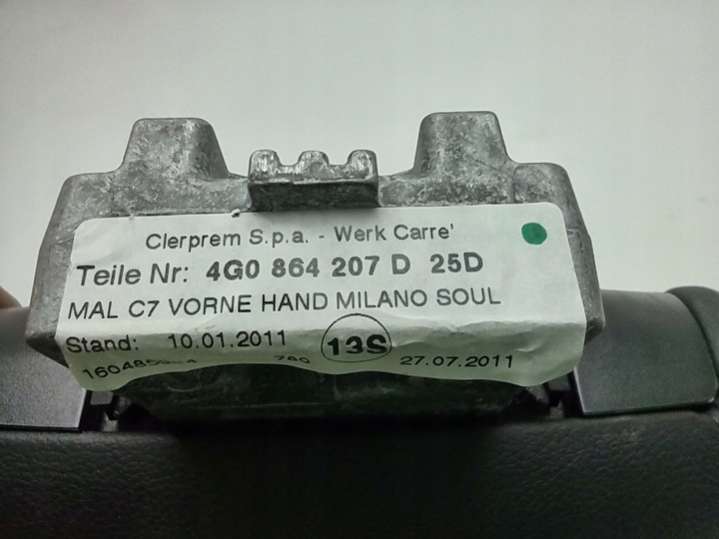 Clerprem S.p.a. - Werk Carre'
Teile Nr: 4G0 864 207 D 25D
MAL C7 VORNE HAND MILANO SOUL
Stand: 10.01.2011 13S
27.07.2011